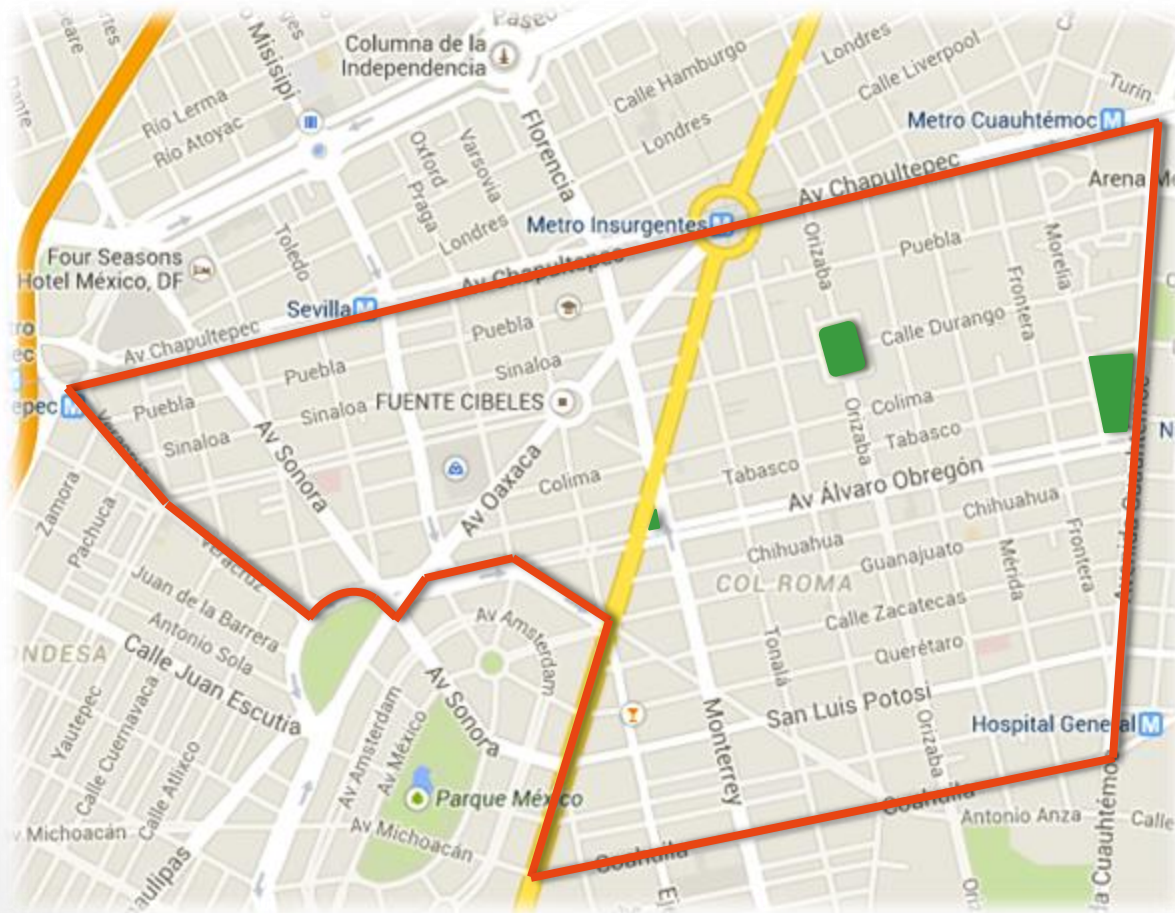 Paseo
Columna de la
Independencia
Londres
Calle Liverpool
Calle Hamburgo
Turín
Río Misisipi
Río Lerma
Río Atoyac
Florencia
Varsovia
Oxford
Praga
Londres
Londres
Metro Cuauhtémoc
Av Chapultepec
Arena
Metro Insurgentes
Orizaba
Puebla
Morelia
Toledo
Four Seasons
Hotel México, DF
Av Chapultepec
Sevilla
Frontera
Calle Durango
Puebla
Av Chapultepec
Sinaloa
Puebla
FUENTE CIBELES
Colima
Puebla
Sinaloa
Orizaba
Tabasco
Sinaloa
Av Sonora
Av Oaxaca
Colima
Tabasco
Av Álvaro Obregón
Avenida Cuauhtémoc
Veracruz
Zamora
Pachuca
Chihuahua
Chihuahua
Guanajuato
Mérida
Frontera
Veracruz
COL ROMA
Juan de la Barrera
Antonio Sola
Av Amsterdam
Calle Zacatecas
Querétaro
Calle Juan Escutia
Tonalá
Av Sonora
San Luis Potosi
Orizaba
Hospital General
Yautepec
Calle Cuernavaca
Calle Atlixco
Av Amsterdam
Av México
Monterrey
Parque México
Coahuila
Antonio Anza
Calle
Av Michoacán
Coahuila